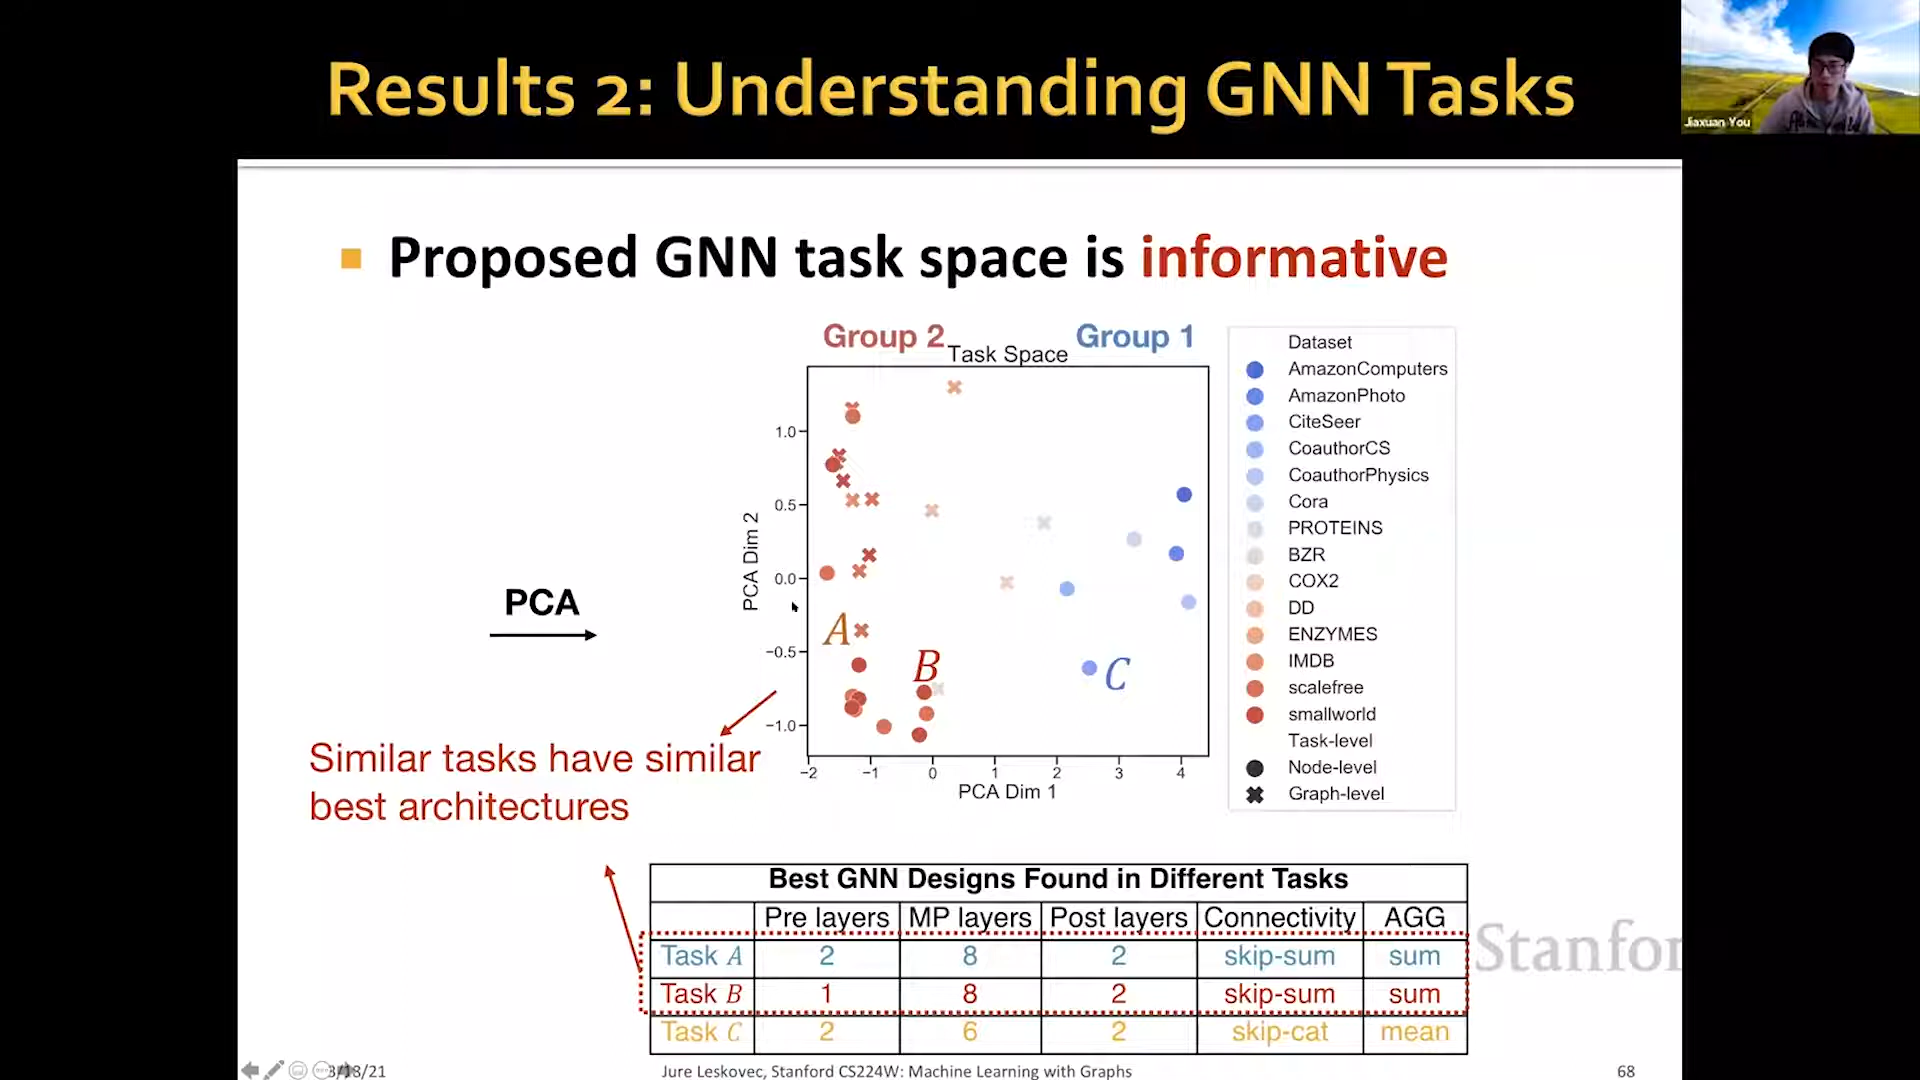 Results 2: Understanding GNN Tasks
Jiaxuan You
Proposed GNN task space is informative
Group 2
Group 1
Task Space
1.0
0.5
0.0
−0.5
−1.0
PCA Dim 2
−2 −1 0 1 2 3 4
PCA Dim 1
A
B
C
Dataset
AmazonComputers
AmazonPhoto
CiteSeer
CoauthorCS
CoauthorPhysics
Cora
PROTEINS
BZR
COX2
DD
ENZYMES
IMDB
scalefree
smallworld
Task-level
Node-level
Graph-level
PCA
Similar tasks have similar
best architectures
Best GNN Designs Found in Different Tasks
Pre layers MP layers Post layers Connectivity AGG
Task A 2 8 2 skip-sum sum
Task B 1 8 2 skip-sum sum
Task C 2 6 2 skip-cat mean
Stanfor
/21
Jure Leskovec, Stanford CS224W: Machine Learning with Graphs
68